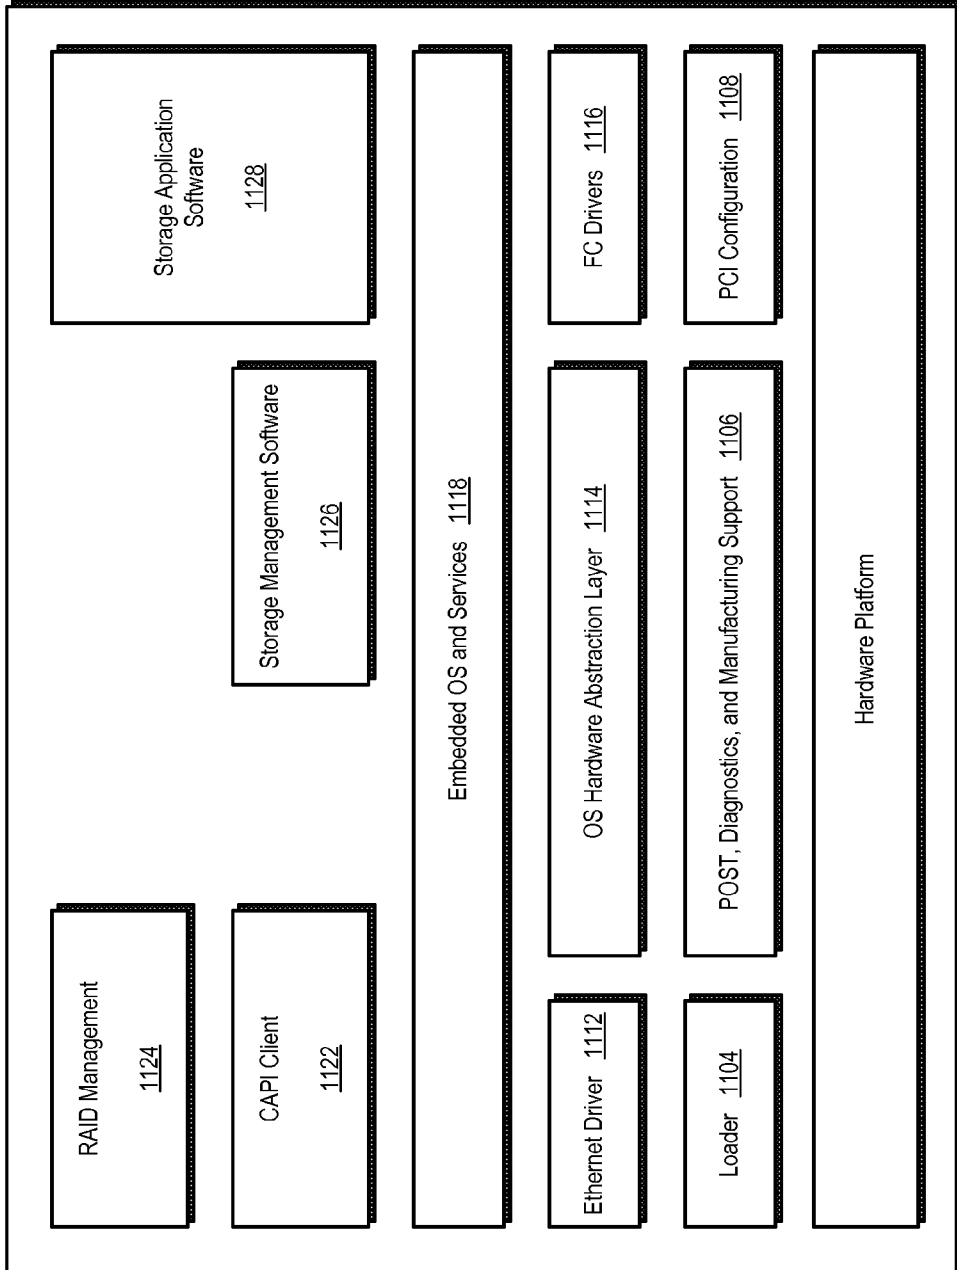 RAID Management
1124
CAPI Client
1122
Storage Management Software
1126
Storage Application
Software
1128
Embedded OS and Services 1118
Ethernet Driver 1112
OS Hardware Abstraction Layer 1114
FC Drivers 1116
Loader 1104
POST, Diagnostics, and Manufacturing Support 1106
PCI Configuration 1108
Hardware Platform